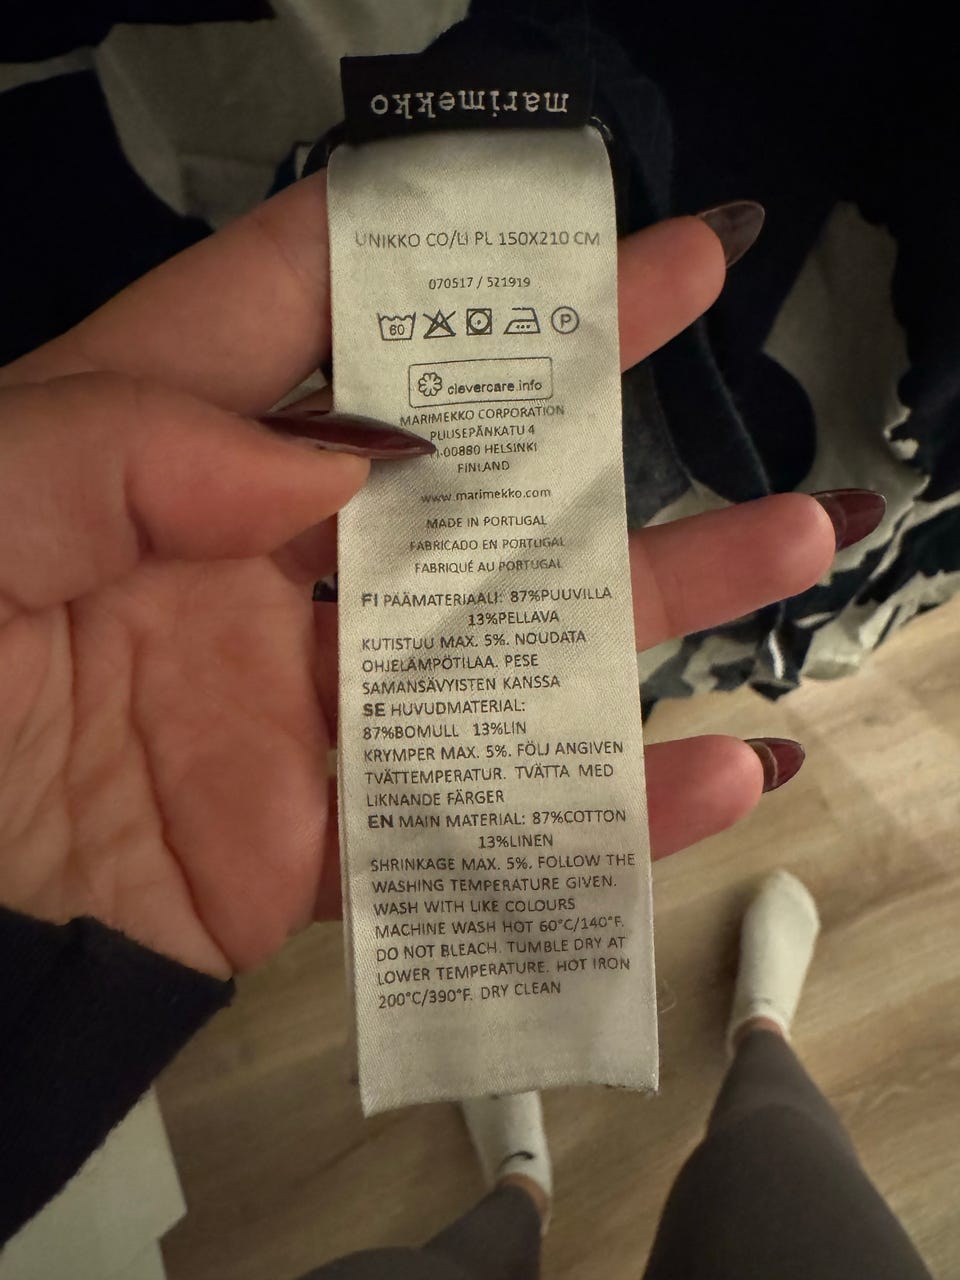 marimekko
UNIKKO CO/LI PL 150X210 CM
070517 / 521919
60 P
clevercare.info
MARIMEKKO CORPORATION
PUUSEPÄNKATU 4
00880 HELSINKI
FINLAND
www.marimekko.com
MADE IN PORTUGAL
FABRICADO EN PORTUGAL
FABRIQUÉ AU PORTUGAL
FI PÄÄMATERIAALI: 87%PUUVILLA
13%PELLAVA
KUTISTUU MAX. 5%. NOUDATA
OHJELÄMPÖTILAA. PESE
SAMANSÄVYISTEN KANSSA
SE HUVUDMATERIAL:
87%BOMULL 13%LIN
KRYMPER MAX. 5%. FÖLJ ANGIVEN
TVÄTTEMPERATUR. TVÄTTA MED
LIKNANDE FÄRGER
EN MAIN MATERIAL: 87%COTTON
13%LINEN
SHRINKAGE MAX. 5%. FOLLOW THE
WASHING TEMPERATURE GIVEN.
WASH WITH LIKE COLOURS
MACHINE WASH HOT 60°C/140°F.
DO NOT BLEACH. TUMBLE DRY AT
LOWER TEMPERATURE. HOT IRON
200°C/390°F. DRY CLEAN